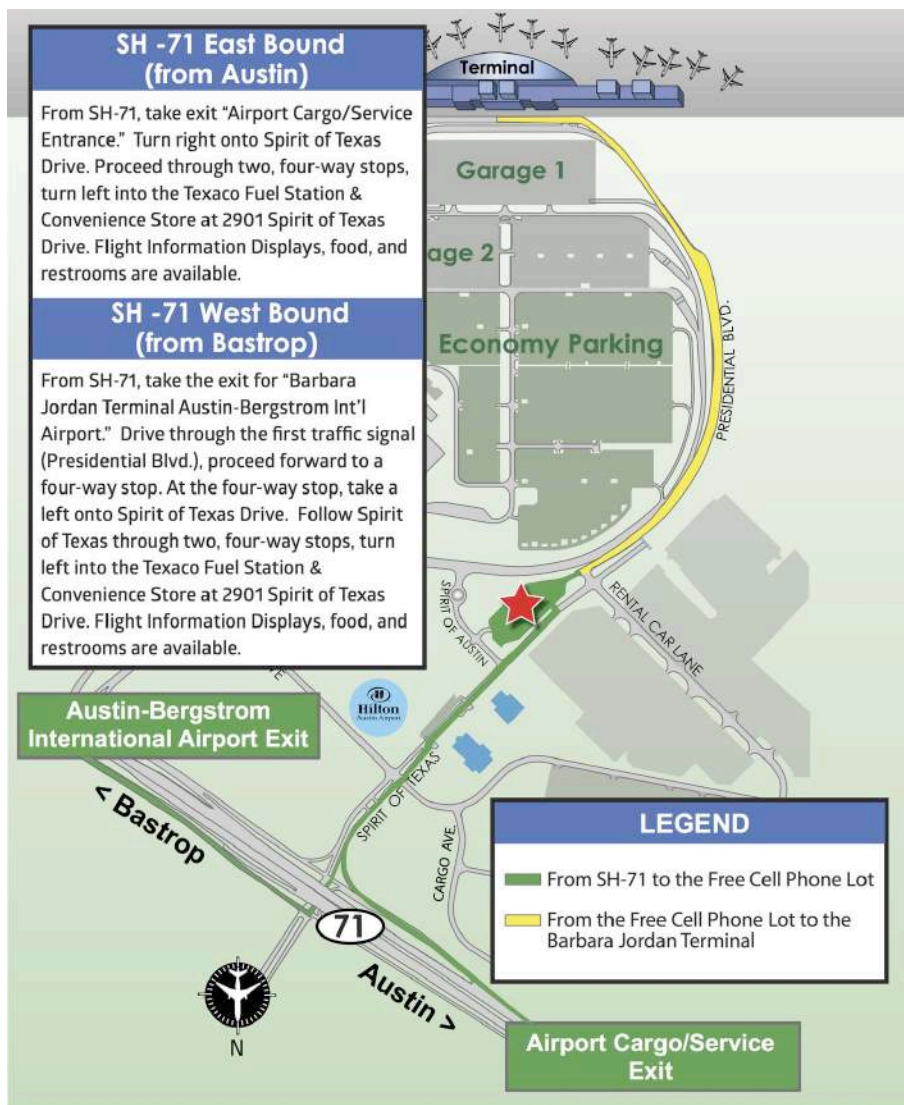 SH -71 East Bound
(from Austin)
From SH-71, take exit “Airport Cargo/Service
Entrance.” Turn right onto Spirit of Texas
Drive. Proceed through two, four-way stops,
turn left into the Texaco Fuel Station &
Convenience Store at 2901 Spirit of Texas
Drive. Flight Information Displays, food, and
restrooms are available.
SH -71 West Bound
(from Bastrop)
From SH-71, take the exit for “Barbara
Jordan Terminal Austin-Bergstrom Int’l
Airport.” Drive through the first traffic signal
(Presidential Blvd.), proceed forward to a
four-way stop. At the four-way stop, take a
left onto Spirit of Texas Drive. Follow Spirit
of Texas through two, four-way stops, turn
left into the Texaco Fuel Station &
Convenience Store at 2901 Spirit of Texas
Drive. Flight Information Displays, food, and
restrooms are available.
Terminal
Garage 1
age 2
Economy Parking
PRESIDENTIAL BLVD.
SPIRIT OF AUSTIN
RENTAL CAR LANE
VE
Hilton
Austin Airport
Austin-Bergstrom
International Airport Exit
SPIRIT OF TEXAS
CARGO AVE.
< Bastrop
71
Austin >
N
LEGEND
From SH-71 to the Free Cell Phone Lot
From the Free Cell Phone Lot to the
Barbara Jordan Terminal
Airport Cargo/Service
Exit